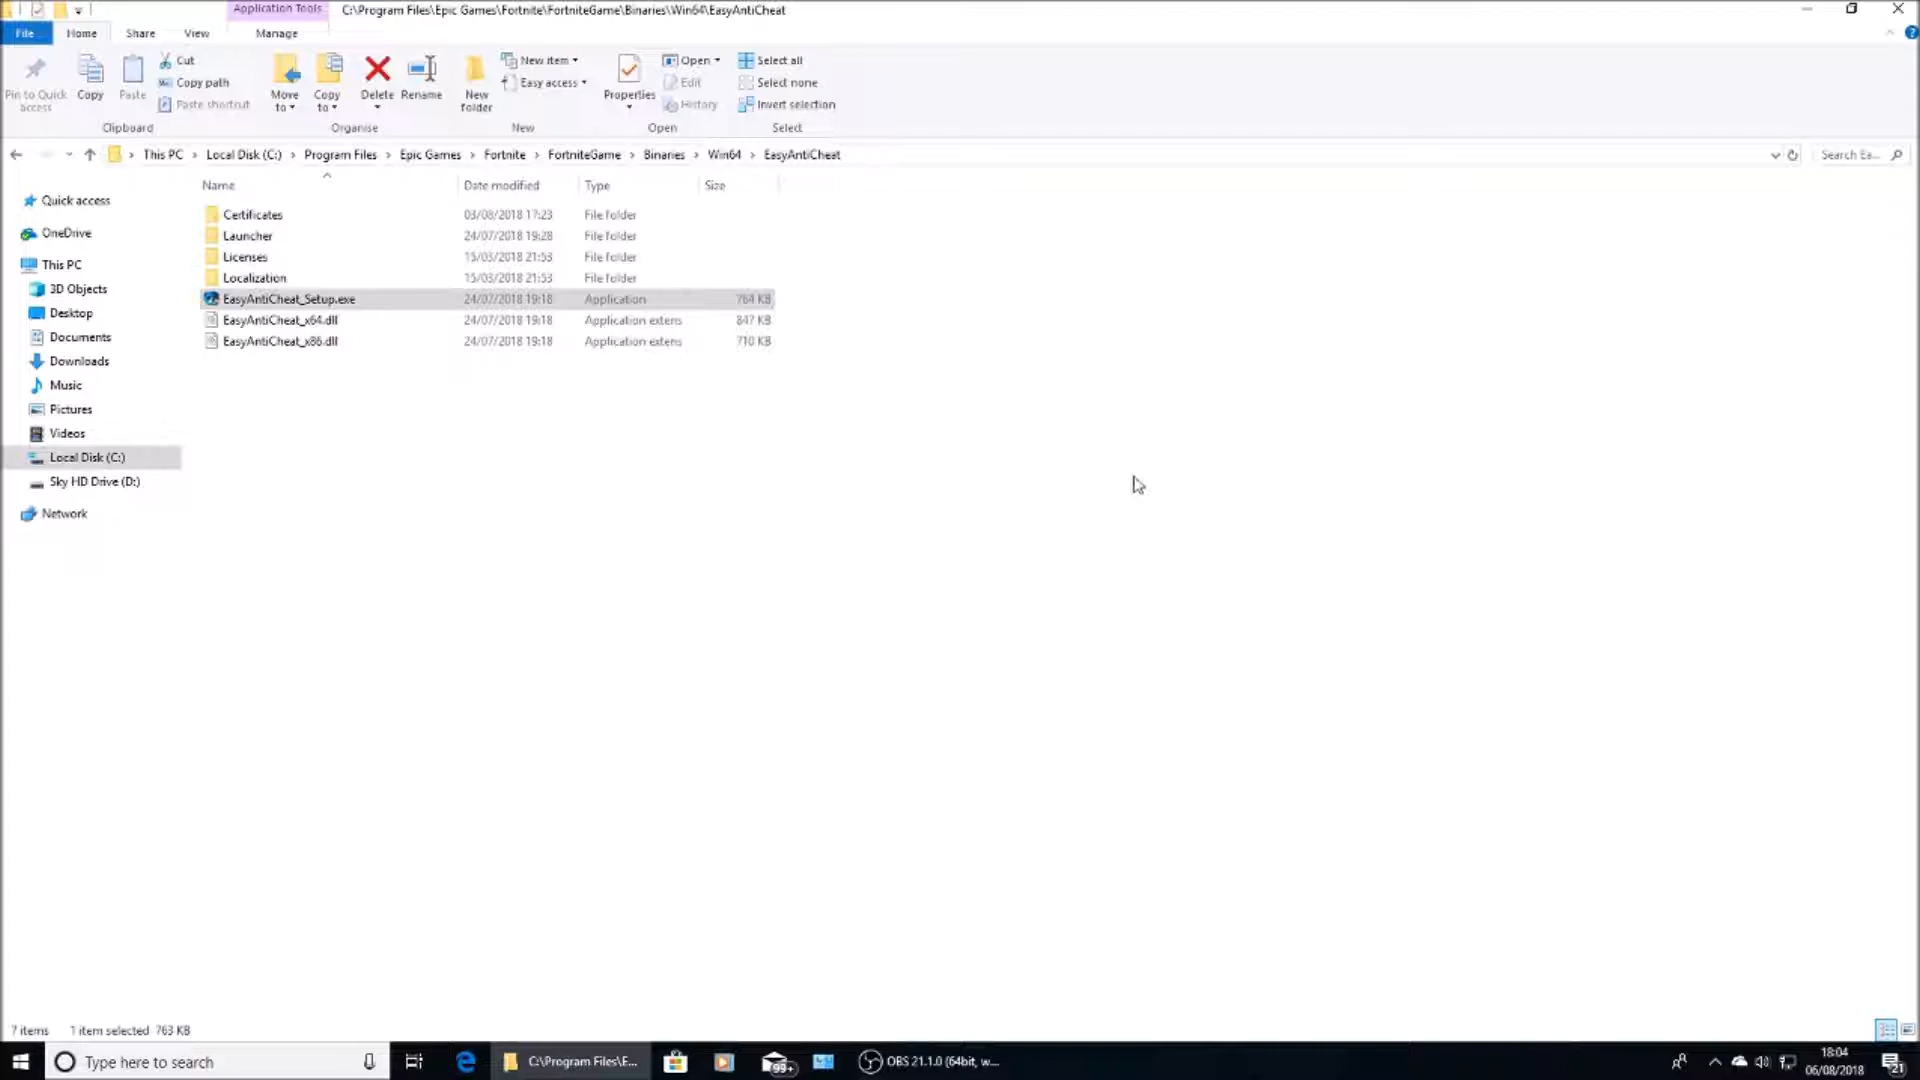 Application Tools C:\Program Files\Epic Games\Fortnite\FortniteGame\Binaries\Win64\EasyAntiCheat
File Home Share View Manage
Pin to Quick access
Copy
Paste
Cut
Copy path
Paste shortcut
Clipboard
Move to
Copy to
Delete
Rename
Organise
New folder
New item
Easy access
New
Properties
Open
Edit
History
Open
Select all
Select none
Invert selection
Select
This PC > Local Disk (C:) > Program Files > Epic Games > Fortnite > FortniteGame > Binaries > Win64 > EasyAntiCheat
Search Ea...
Quick access
OneDrive
This PC
3D Objects
Desktop
Documents
Downloads
Music
Pictures
Videos
Local Disk (C:)
Sky HD Drive (D:)
Network
Name Date modified Type Size
Certificates 03/08/2018 17:23 File folder
Launcher 24/07/2018 19:28 File folder
Licenses 15/03/2018 21:53 File folder
Localization 15/03/2018 21:53 File folder
EasyAntiCheat_Setup.exe 24/07/2018 19:18 Application 764 KB
EasyAntiCheat_x64.dll 24/07/2018 19:18 Application extens 847 KB
EasyAntiCheat_x86.dll 24/07/2018 19:18 Application extens 710 KB
7 items 1 item selected 763 KB
Type here to search
C:\Program Files\E...
99+
OBS 21.1.0 (64bit, w...
18:04
06/08/2018
21